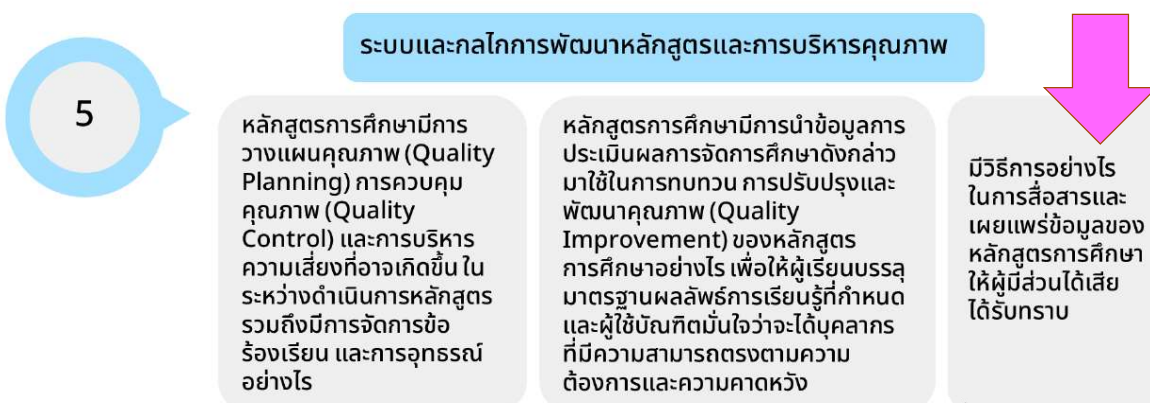 ระบบและกลไกการพัฒนาหลักสูตรและการบริหารคุณภาพ
5
หลักสูตรการศึกษามีการ
วางแผนคุณภาพ (Quality
Planning) การควบคุม
คุณภาพ (Quality
Control) และการบริหาร
ความเสี่ยงที่อาจเกิดขึ้น ใน
ระหว่างดำเนินการหลักสูตร
รวมถึงมีการจัดการข้อ
ร้องเรียน และการอุทธรณ์
อย่างไร
หลักสูตรการศึกษามีการนำข้อมูลการ
ประเมินผลการจัดการศึกษาดังกล่าว
มาใช้ในการทบทวน การปรับปรุงและ
พัฒนาคุณภาพ (Quality
Improvement) ของหลักสูตร
การศึกษาอย่างไร เพื่อให้ผู้เรียนบรรลุ
มาตรฐานผลลัพธ์การเรียนรู้ที่กำหนด
และผู้ใช้บัณฑิตมั่นใจว่าจะได้บุคลากร
ที่มีความสามารถตรงตามความ
ต้องการและความคาดหวัง
มีวิธีการอย่างไร
ในการสื่อสารและ
เผยแพร่ข้อมูลของ
หลักสูตรการศึกษา
ให้ผู้มีส่วนได้เสีย
ได้รับทราบ